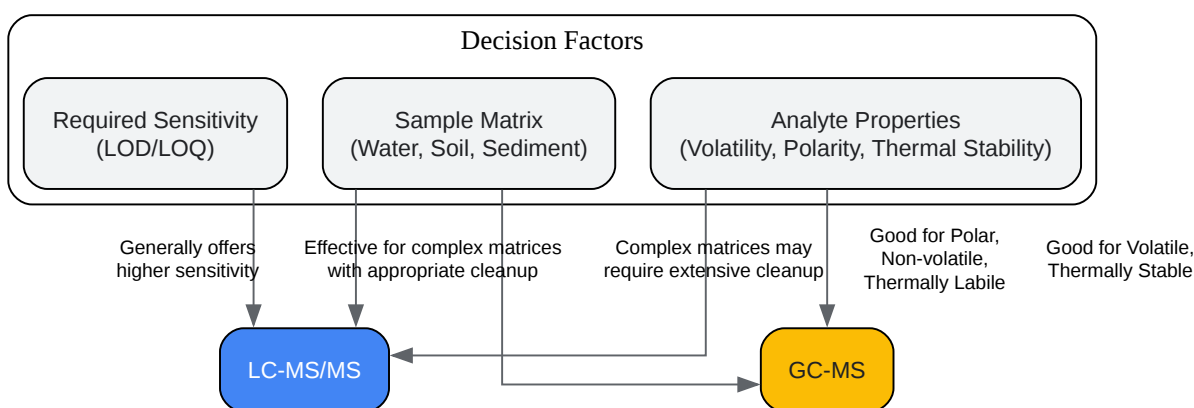 Decision Factors
Required Sensitivity
(LOD/LOQ)
Sample Matrix
(Water, Soil, Sediment)
Analyte Properties
(Volatility, Polarity, Thermal Stability)
Generally offers
higher sensitivity
Effective for complex matrices
with appropriate cleanup
Complex matrices may
require extensive cleanup
Good for Polar,
Non-volatile,
Thermally Labile
Good for Volatile,
Thermally Stable
LC-MS/MS
GC-MS